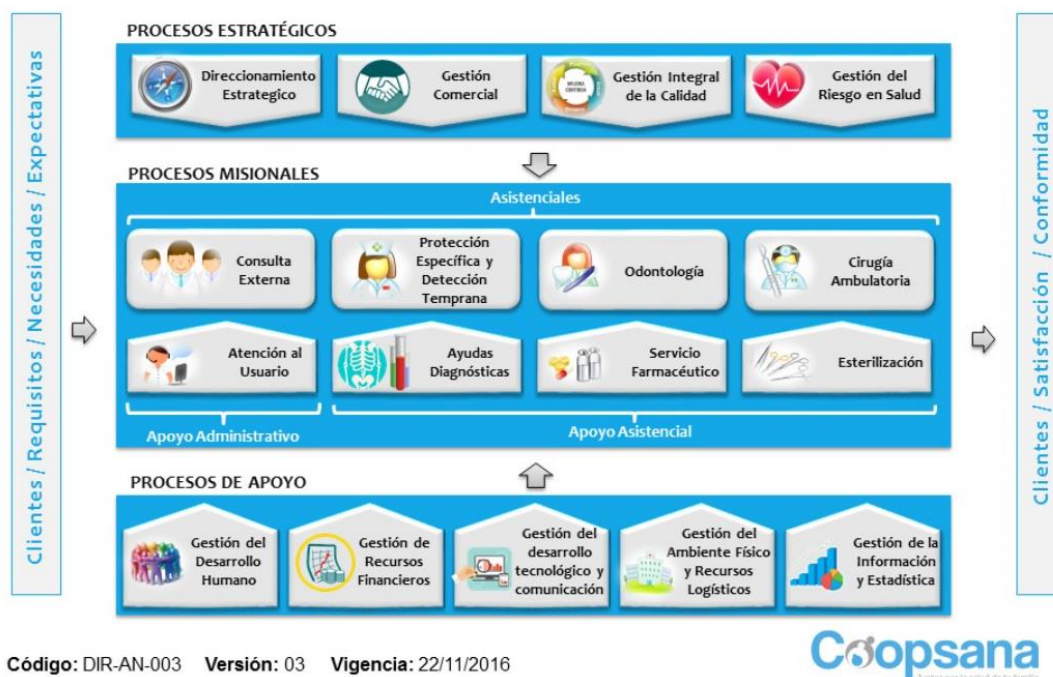 PROCESOS ESTRATÉGICOS
Direccionamiento
Estrategico
Gestión
Comercial
MEJORA
CONTINUA
Gestión Integral
de la Calidad
Gestión del
Riesgo en Salud
Clientes / Requisitos / Necesidades / Expectativas
PROCESOS MISIONALES
Asistenciales
Consulta
Externa
Protección
Específica y
Detección
Temprana
Odontología
Cirugía
Ambulatoria
Atención al
Usuario
Ayudas
Diagnósticas
Servicio
Farmacéutico
Esterilización
Apoyo Administrativo
Apoyo Asistencial
Clientes / Satisfacción / Conformidad
PROCESOS DE APOYO
Gestión del
Desarrollo
Humano
Gestión de
Recursos
Financieros
Gestión del
desarrollo
tecnológico y
comunicación
Gestión del
Ambiente Físico
y Recursos
Logísticos
Gestión de la
Información
y Estadística
Código: DIR-AN-003 Versión: 03 Vigencia: 22/11/2016
Coopsana